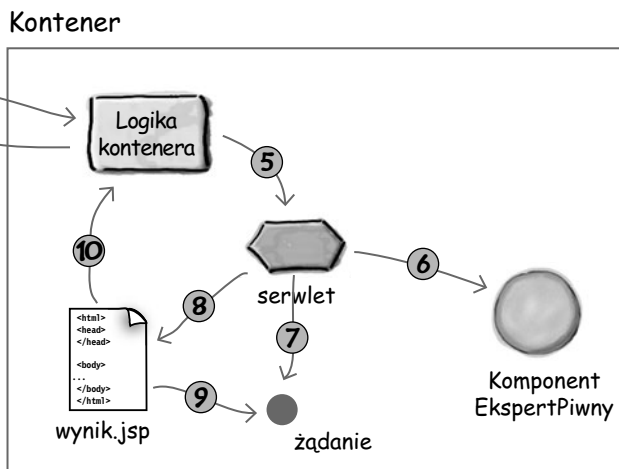 Kontener
Logika
kontenera
5
10
6
serwlet
8
7
<html>
<head>
</head>
<body>
...
</body>
</html>
9
Komponent
EkspertPiwny
wynik.jsp
żądanie